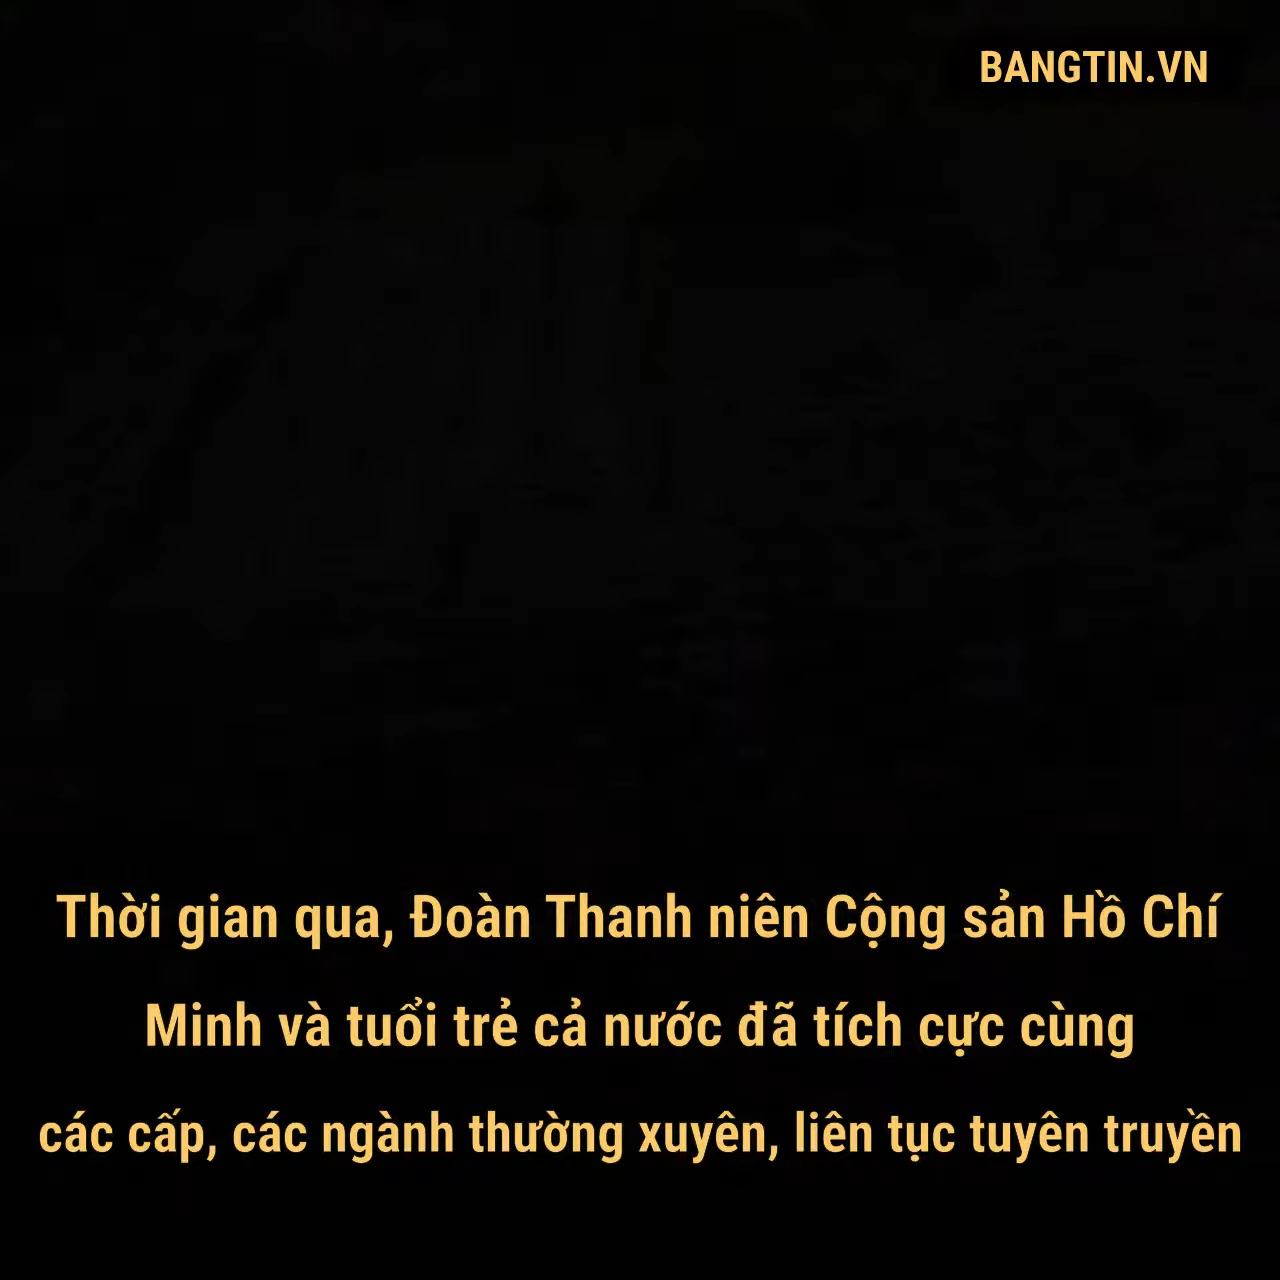 BANGTIN.VN
Thời gian qua, Đoàn Thanh niên Cộng sản Hồ Chí
Minh và tuổi trẻ cả nước đã tích cực cùng
các cấp, các ngành thường xuyên, liên tục tuyên truyền